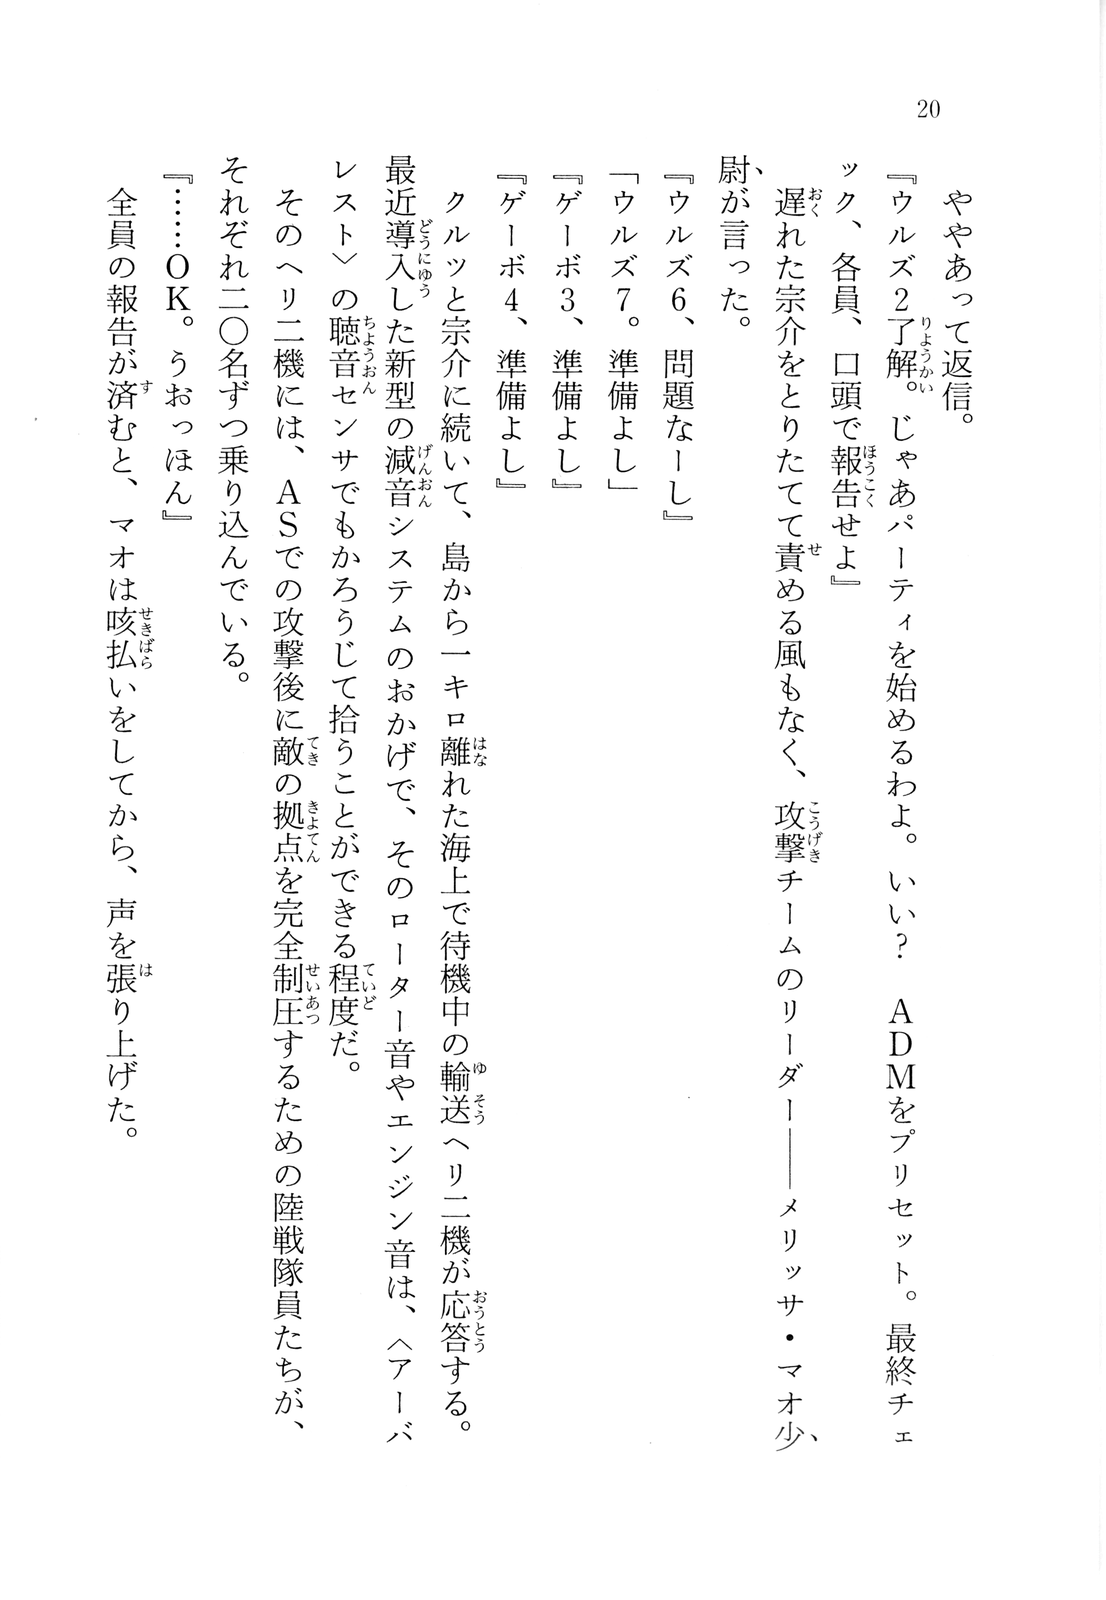 20
ややあって返信。
『ウルズ2了解。じゃあパーティを始めるわよ。いい？　ADMをプリセット。最終チェ
ック、各員、口頭で報告せよ』
遅れた宗介をとりたてて責める風もなく、攻撃チームのリーダー――メリッサ・マオ少
尉が言った。
『ウルズ6、問題なーし』
「ウルズ7。準備よし」
『ゲーボ3、準備よし』
『ゲーボ4、準備よし』
クルツと宗介に続いて、島から一キロ離れた海上で待機中の輸送ヘリ二機が応答する。
最近導入した新型の減音システムのおかげで、そのローター音やエンジン音は、〈アーバ
レスト〉の聴音センサでもかろうじて拾うことができる程度だ。
そのヘリ二機には、ASでの攻撃後に敵の拠点を完全制圧するための陸戦隊員たちが、
それぞれ二〇名ずつ乗り込んでいる。
『……OK。うおっほん』
全員の報告が済むと、マオは咳払いをしてから、声を張り上げた。